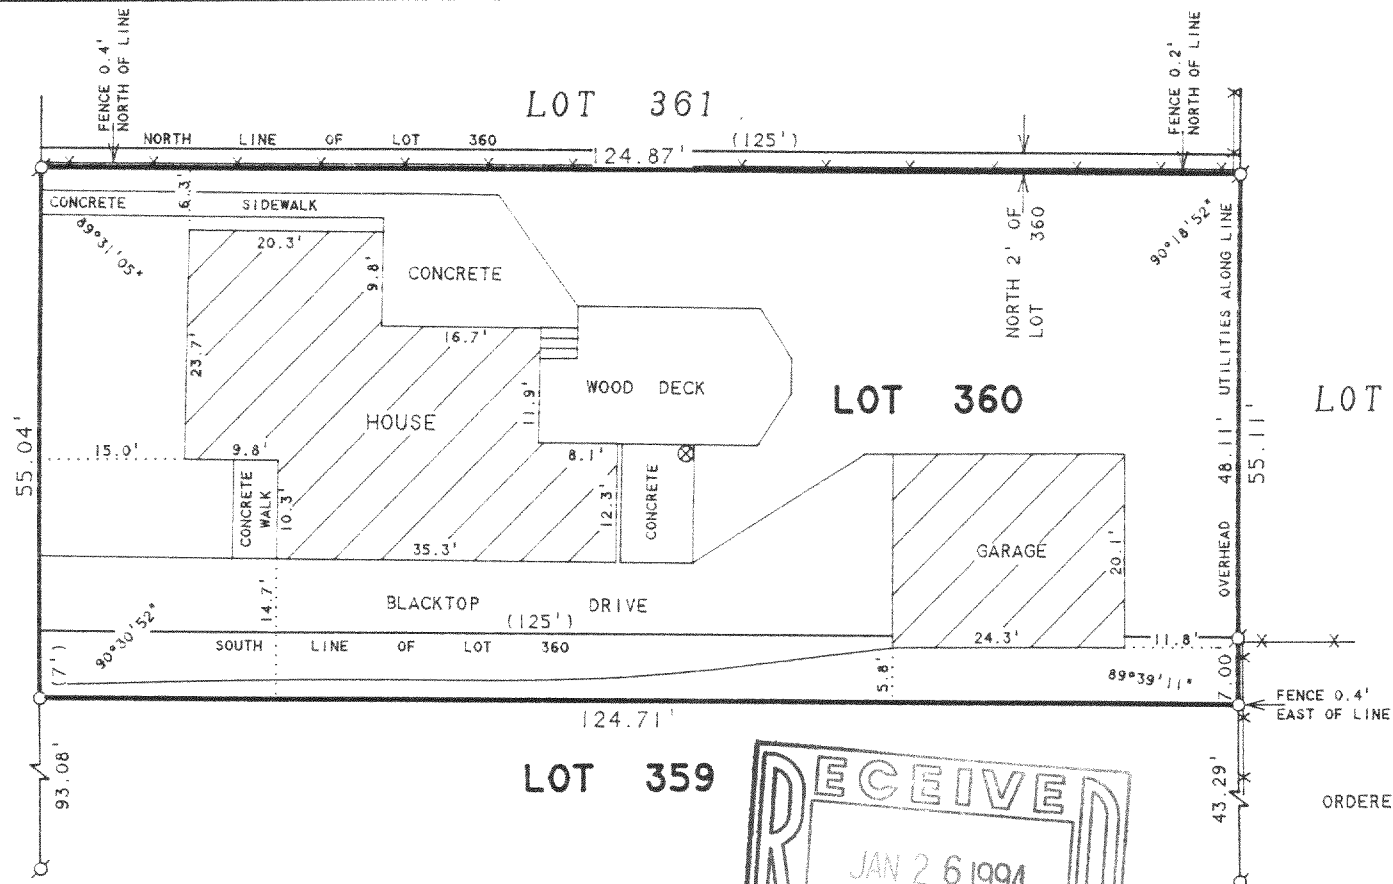 FENCE 0.4'
NORTH OF LINE
FENCE 0.2'
NORTH OF LINE
LOT 361
NORTH LINE OF LOT 360
(125')
124.87'
CONCRETE SIDEWALK
6.3'
89°31'05"
20.3'
9.8'
CONCRETE
NORTH 2' OF
LOT 360
90°18'52"
OVERHEAD UTILITIES ALONG LINE
16.7'
23.7'
HOUSE
11.9'
WOOD DECK
LOT 360
LOT
55.04'
15.0'
9.8'
8.1'
48.11'
55.11'
CONCRETE
WALK
10.3'
12.3'
CONCRETE
35.3'
GARAGE
20.1'
14.7'
BLACKTOP DRIVE
(125')
24.3'
11.8'
90°30'52"
SOUTH LINE OF LOT 360
(7')
5.8'
89°39'11"
7.00'
FENCE 0.4'
EAST OF LINE
124.71'
93.08'
LOT 359
43.29'
ORDERE
RECEIVED
JAN 26 1994